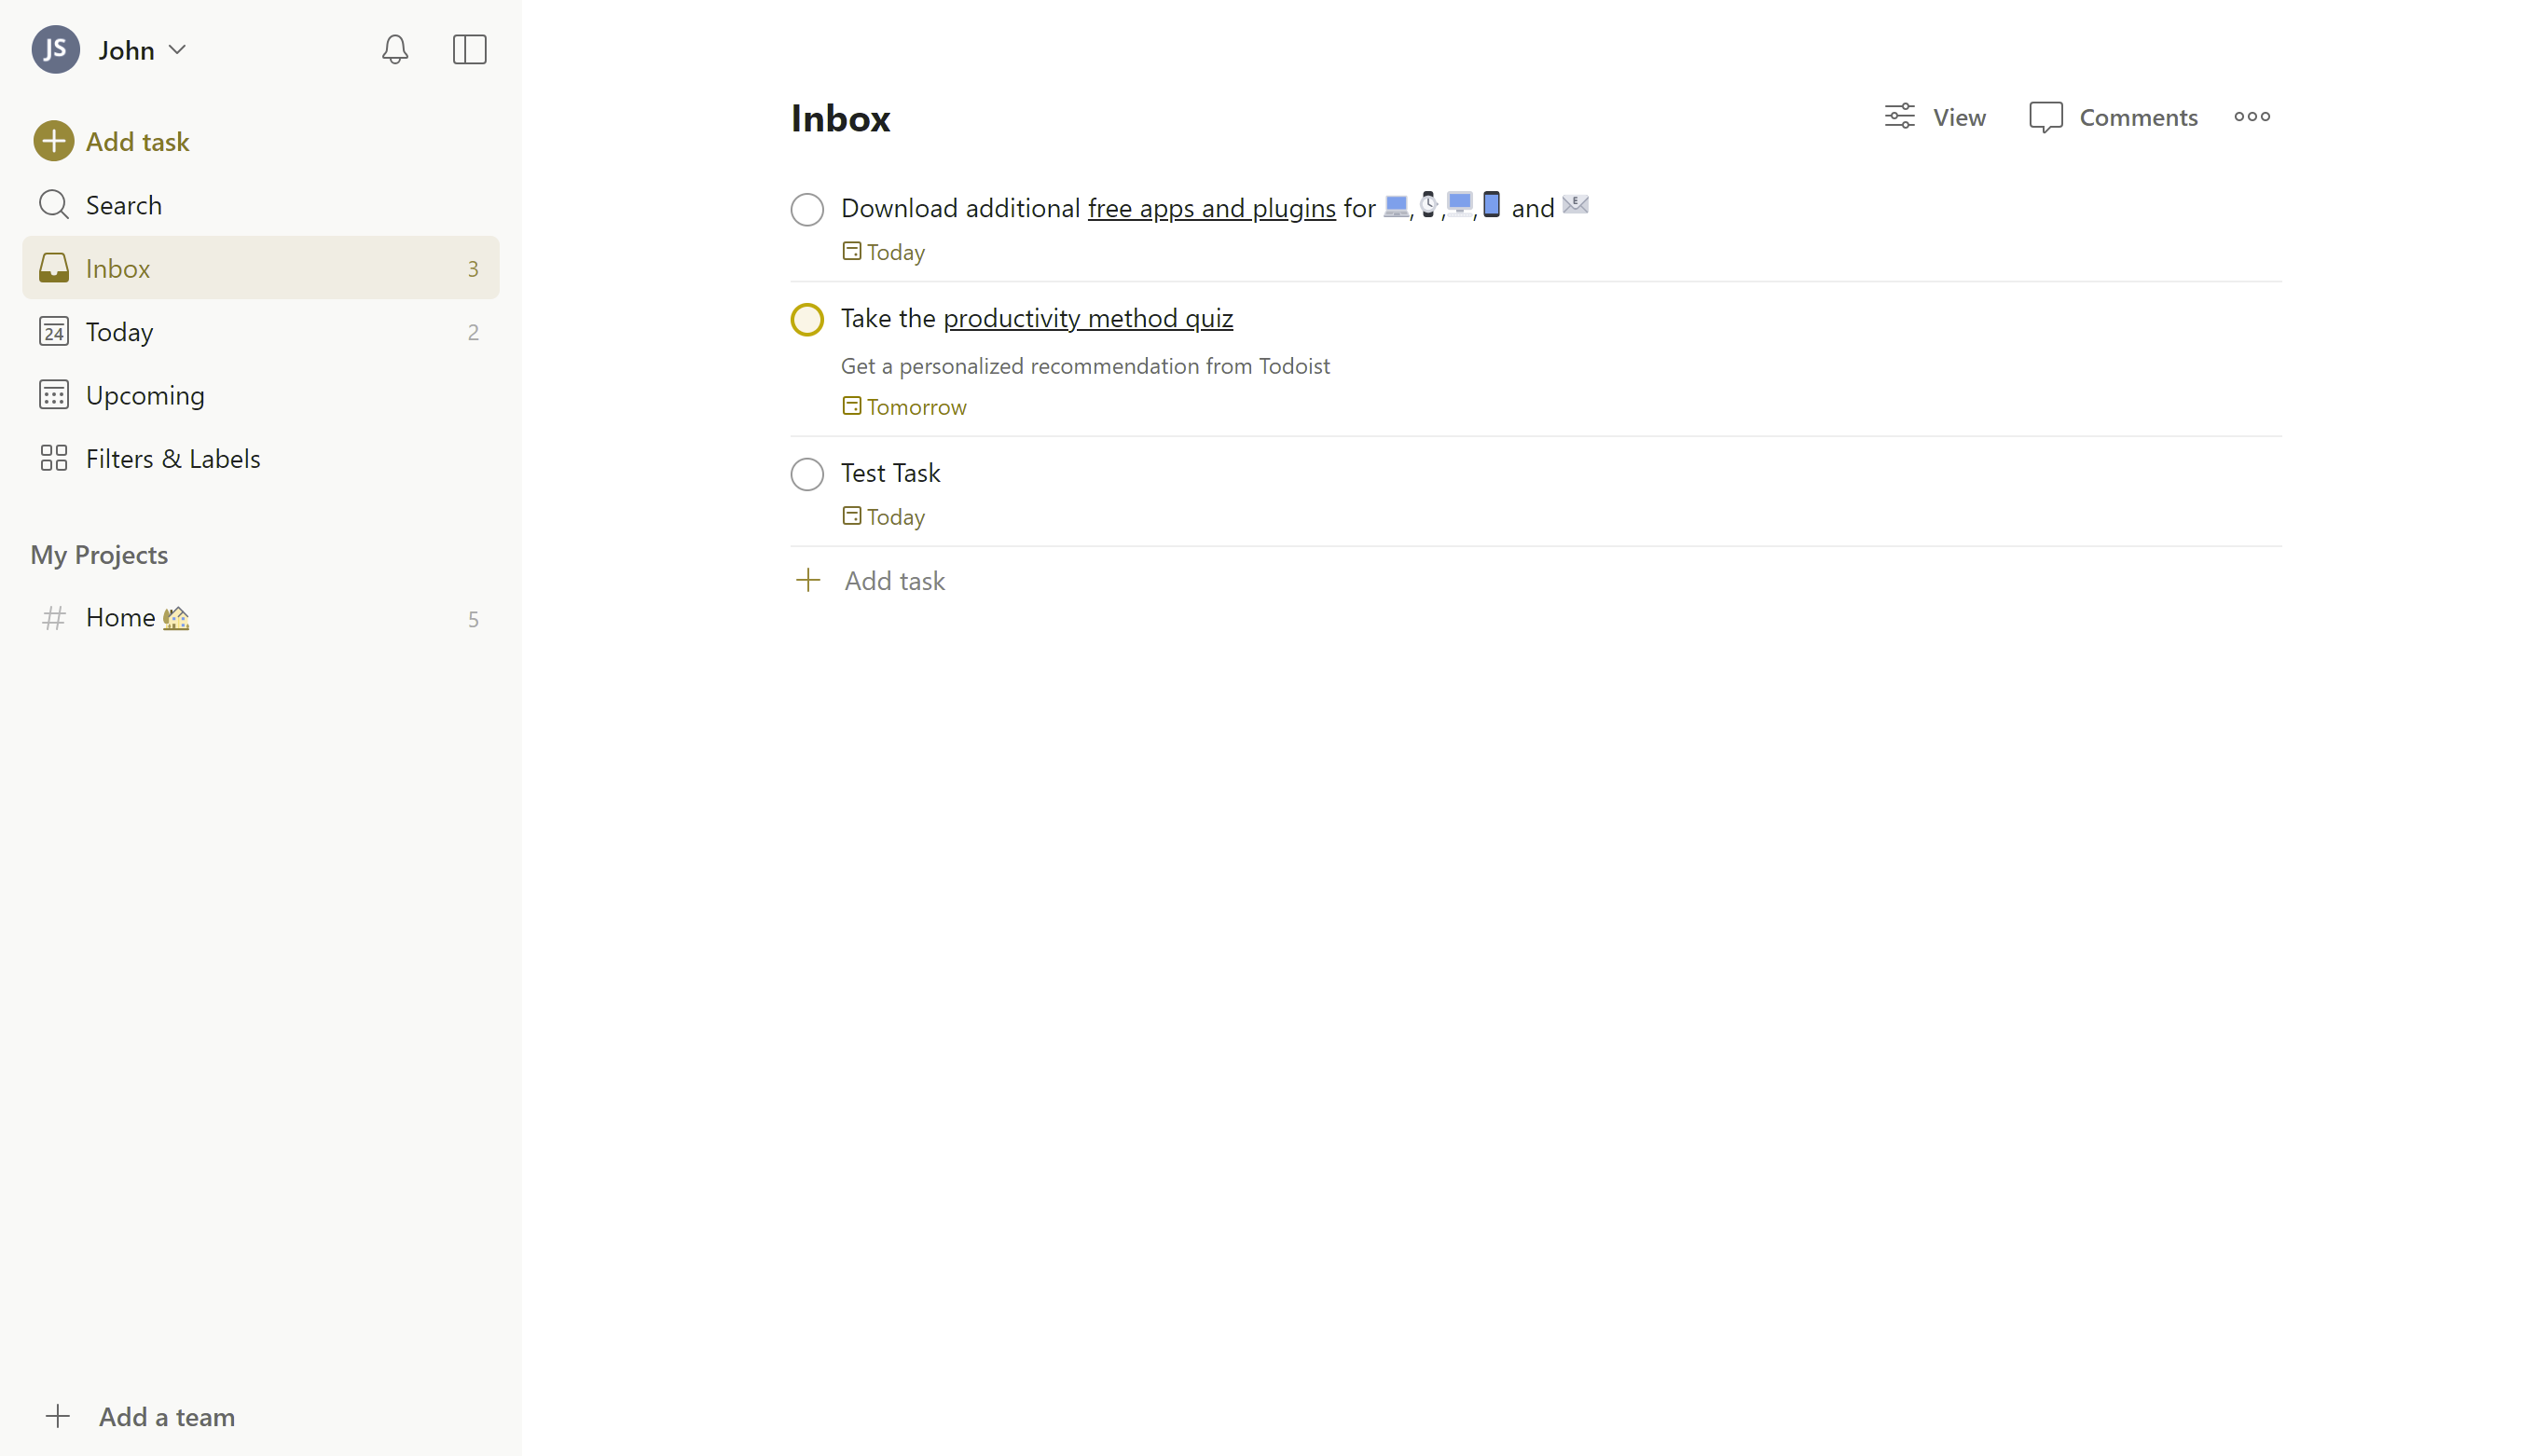 JS John
Add task
Search
Inbox 3
24 Today 2
Upcoming
Filters & Labels
My Projects
# Home 🏡 5
Add a team
Inbox
View Comments
Download additional free apps and plugins for 💻,⌚,🖥,📱 and 📧
Today
Take the productivity method quiz
Get a personalized recommendation from Todoist
Tomorrow
Test Task
Today
Add task